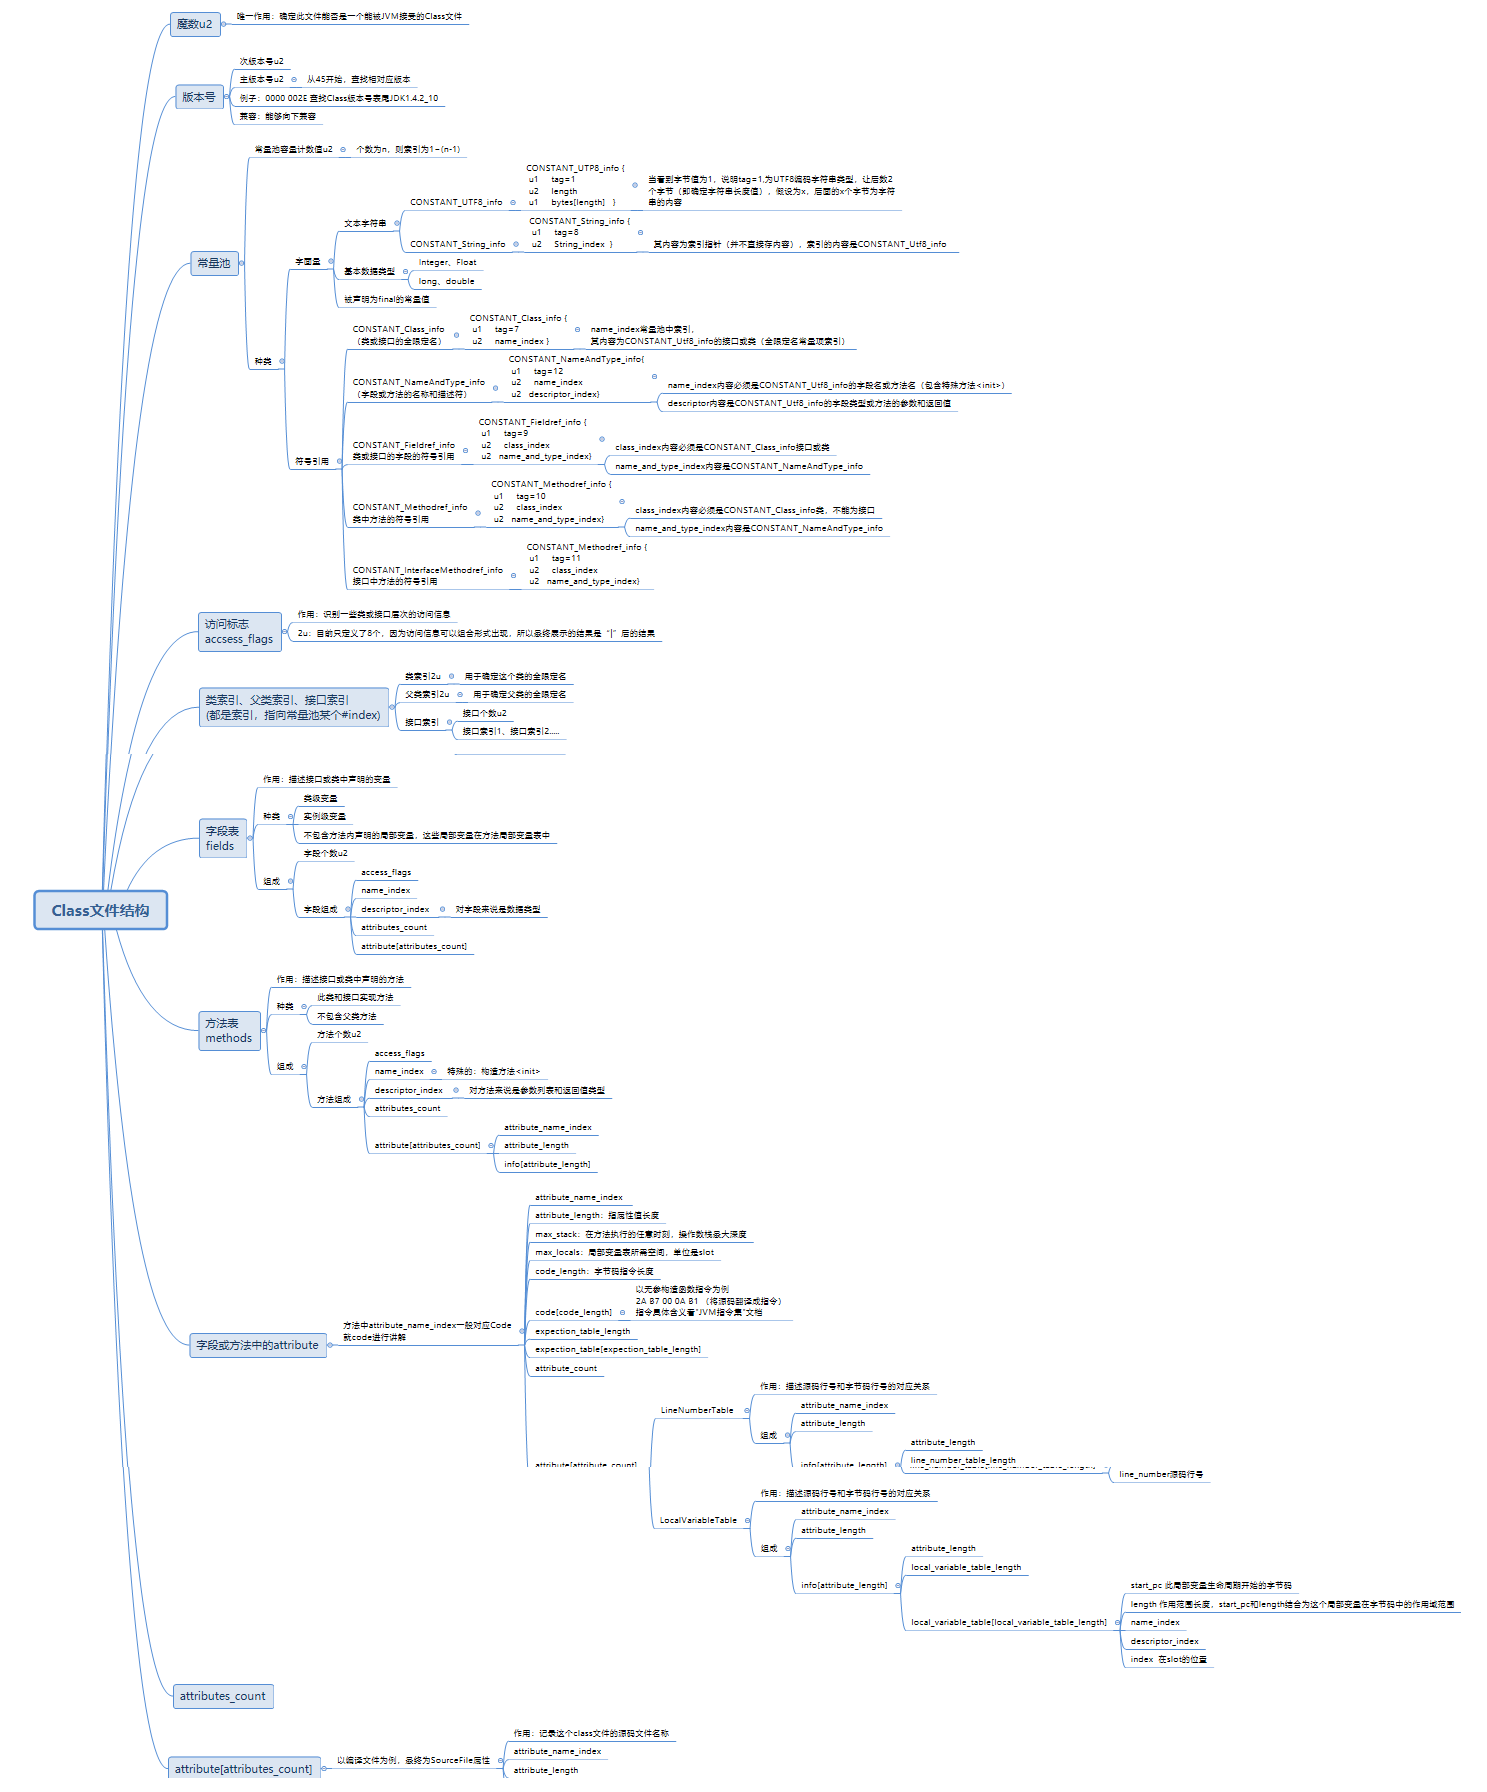 魔数u2
唯一作用：确定此文件能否是一个能被JVM接受的Class文件
版本号
次版本号u2
主版本号u2
从45开始，查找相对应版本
例子：0000 002E 查找Class版本号表尾JDK1.4.2_10
兼容：能够向下兼容
常量池
常量池容量计数值u2
个数为n，则索引为1~(n-1)
种类
字面量
文本字符串
CONSTANT_UTF8_info
CONSTANT_UTP8_info {
u1 tag=1
u2 length
u1 bytes[length] }
当看到字节值为1，说明tag=1,为UTF8编码字符串类型，让后数2
个字节（即确定字符串长度值），假设为x，后面的x个字节为字符
串的内容
CONSTANT_String_info
CONSTANT_String_info {
u1 tag=8
u2 String_index }
其内容为索引指针（并不直接存内容），索引的内容是CONSTANT_Utf8_info
基本数据类型
Integer、Float
long、double
被声明为final的常量值
符号引用
CONSTANT_Class_info
（类或接口的全限定名）
CONSTANT_Class_info {
u1 tag=7
u2 name_index }
name_index常量池中索引，
其内容为CONSTANT_Utf8_info的接口或类（全限定名常量项索引）
CONSTANT_NameAndType_info
（字段或方法的名称和描述符）
CONSTANT_NameAndType_info{
u1 tag=12
u2 name_index
u2 descriptor_index}
name_index内容必须是CONSTANT_Utf8_info的字段名或方法名（包含特殊方法<init>）
descriptor内容是CONSTANT_Utf8_info的字段类型或方法的参数和返回值
CONSTANT_Fieldref_info
类或接口的字段的符号引用
CONSTANT_Fieldref_info {
u1 tag=9
u2 class_index
u2 name_and_type_index}
class_index内容必须是CONSTANT_Class_info接口或类
name_and_type_index内容是CONSTANT_NameAndType_info
CONSTANT_Methodref_info
类中方法的符号引用
CONSTANT_Methodref_info {
u1 tag=10
u2 class_index
u2 name_and_type_index}
class_index内容必须是CONSTANT_Class_info类，不能为接口
name_and_type_index内容是CONSTANT_NameAndType_info
CONSTANT_InterfaceMethodref_info
接口中方法的符号引用
CONSTANT_Methodref_info {
u1 tag=11
u2 class_index
u2 name_and_type_index}
访问标志
accsess_flags
作用：识别一些类或接口层次的访问信息
2u：目前只定义了8个，因为访问信息可以组合形式出现，所以最终展示的结果是“|”后的结果
类索引、父类索引、接口索引
(都是索引，指向常量池某个#index)
类索引2u
用于确定这个类的全限定名
父类索引2u
用于确定父类的全限定名
接口索引
接口个数u2
接口索引1、接口索引2.....
字段表
fields
作用：描述接口或类中声明的变量
种类
类级变量
实例级变量
不包含方法内声明的局部变量，这些局部变量在方法局部变量表中
组成
字段个数u2
字段组成
access_flags
name_index
descriptor_index
对字段来说是数据类型
attributes_count
attribute[attributes_count]
Class文件结构
方法表
methods
作用：描述接口或类中声明的方法
种类
此类和接口实现方法
不包含父类方法
组成
方法个数u2
方法组成
access_flags
name_index
特殊的：构造方法<init>
descriptor_index
对方法来说是参数列表和返回值类型
attributes_count
attribute[attributes_count]
attribute_name_index
attribute_length
info[attribute_length]
字段或方法中的attribute
方法中attribute_name_index一般对应Code
就code进行讲解
attribute_name_index
attribute_length：指属性值长度
max_stack：在方法执行的任意时刻，操作数栈最大深度
max_locals：局部变量表所需空间，单位是slot
code_length：字节码指令长度
code[code_length]
以无参构造函数指令为例
2A B7 00 0A B1 （将源码翻译成指令）
指令具体含义看"JVM指令集"文档
expection_table_length
expection_table[expection_table_length]
attribute_count
attribute[attribute_count]
LineNumberTable
作用：描述源码行号和字节码行号的对应关系
组成
attribute_name_index
attribute_length
info[attribute_length]
attribute_length
line_number_table_length
line_number源码行号
LocalVariableTable
作用：描述源码行号和字节码行号的对应关系
组成
attribute_name_index
attribute_length
info[attribute_length]
attribute_length
local_variable_table_length
local_variable_table[local_variable_table_length]
start_pc 此局部变量生命周期开始的字节码
length 作用范围长度，start_pc和length结合为这个局部变量在字节码中的作用域范围
name_index
descriptor_index
index 在slot的位置
attributes_count
attribute[attributes_count]
以编译文件为例，最终为SourceFile属性
作用：记录这个class文件的源码文件名称
attribute_name_index
attribute_length